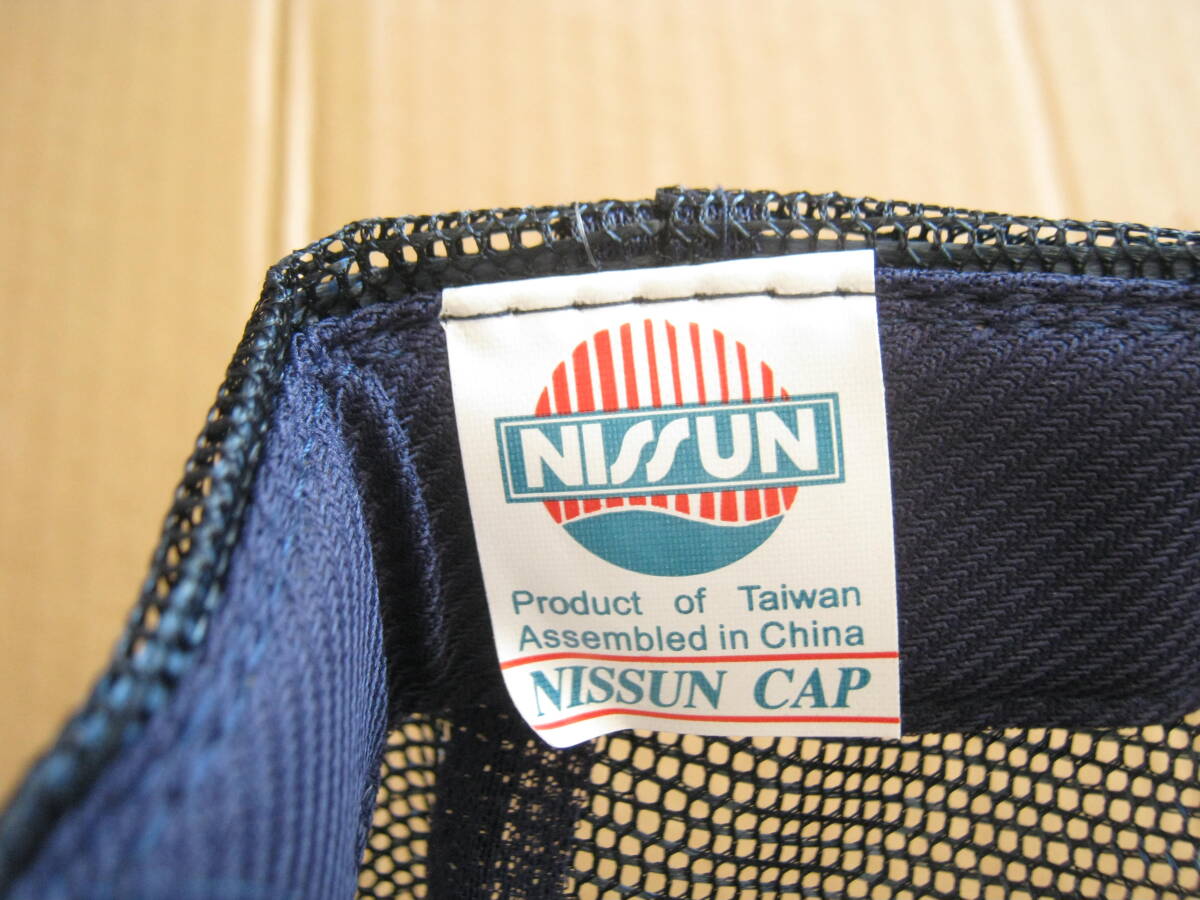 NISSUN
Product of Taiwan
Assembled in China
NISSUN CAP